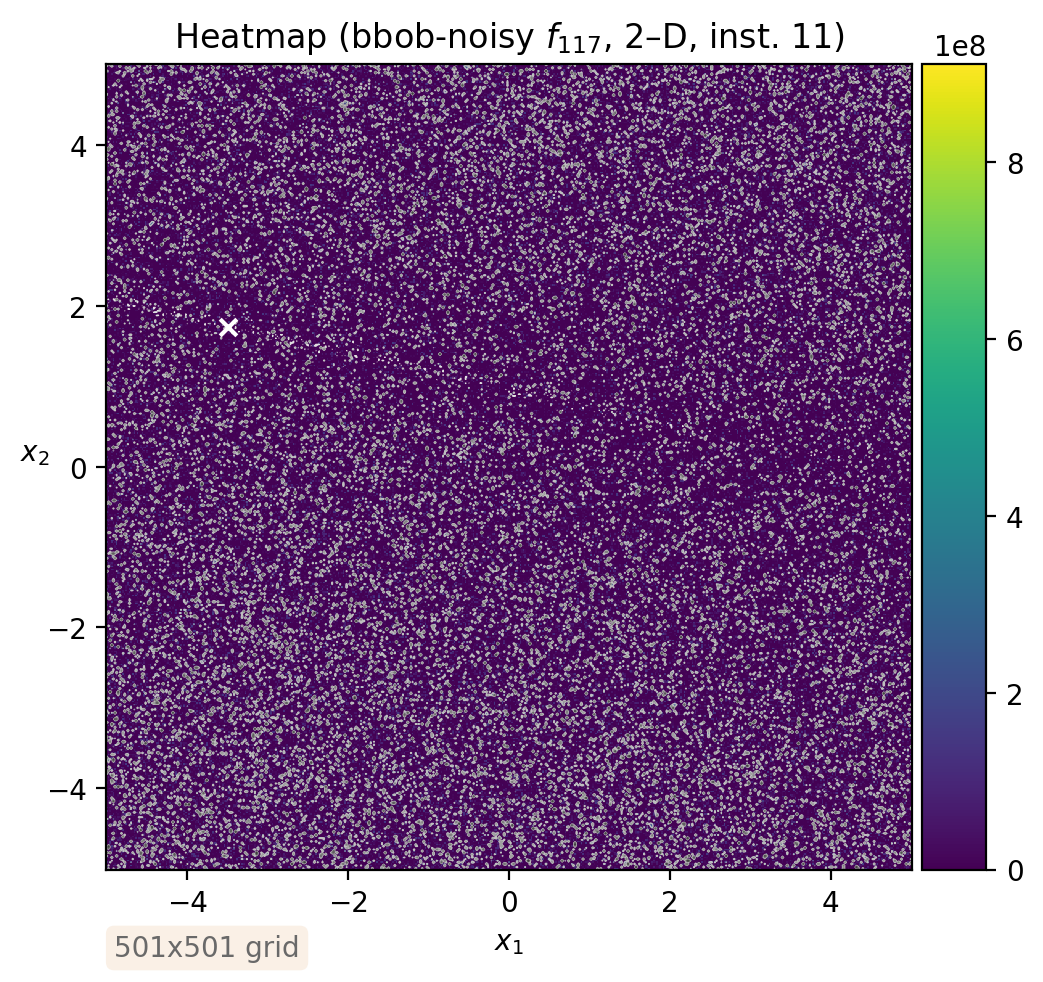 Heatmap (bbob-noisy f117, 2–D, inst. 11)
1e8
8
6
4
2
0
4
2
0
−2
−4
x2
−4 −2 0 2 4
x1
501x501 grid